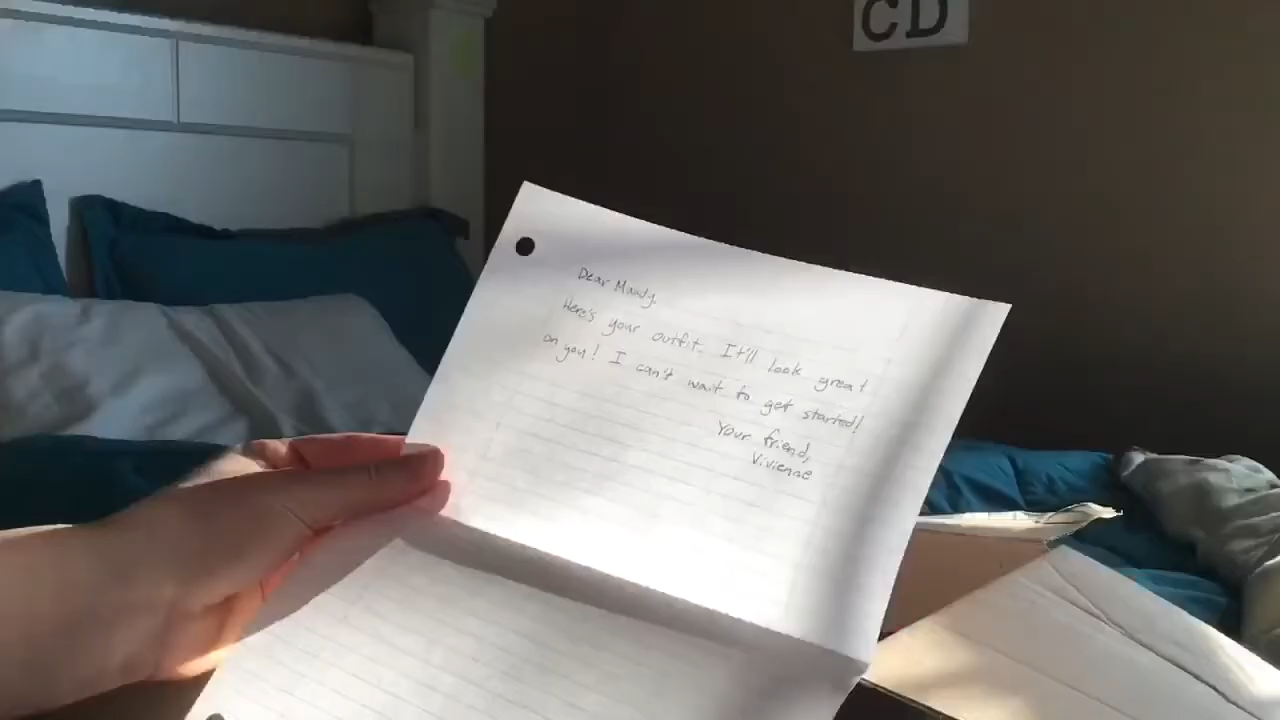 CD
Dear Mandy,
Here's your outfit. It'll look great
on you! I can't wait to get started!
Your friend,
Vivienne